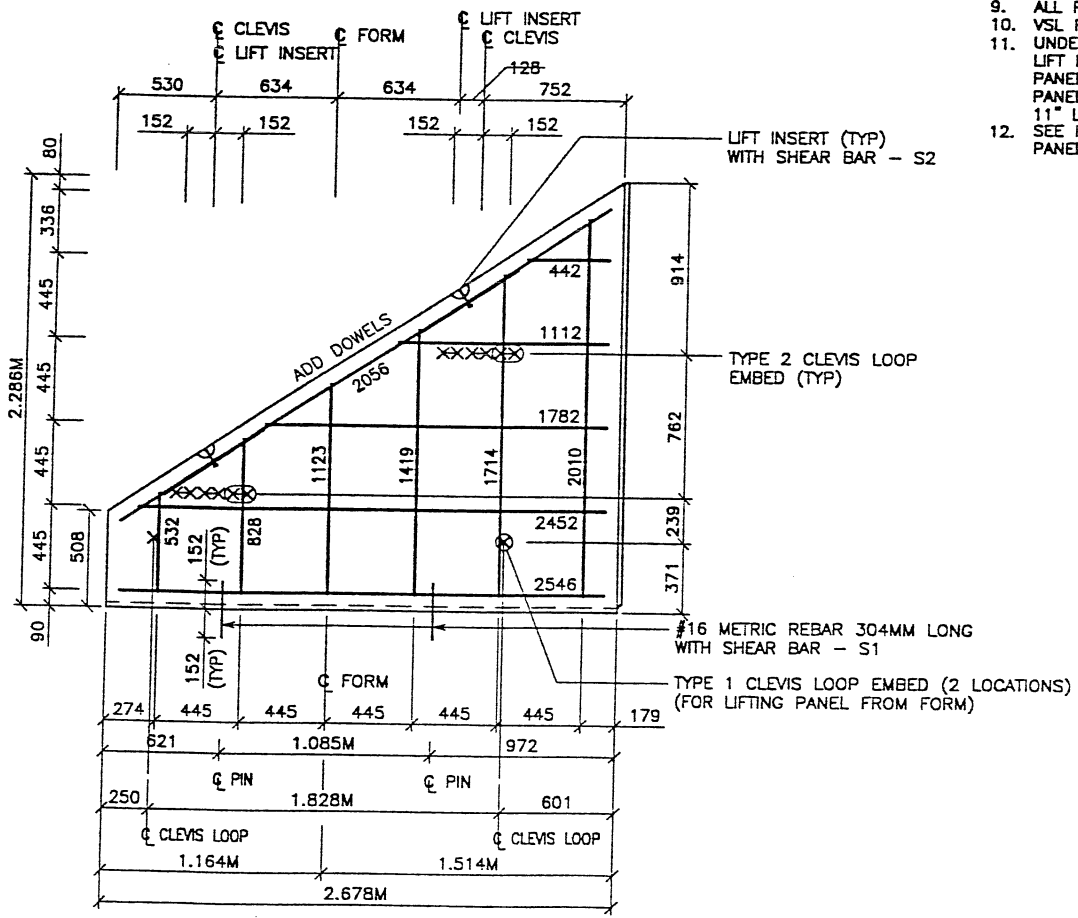 ℄ CLEVIS
℄ LIFT INSERT
℄ FORM
℄ LIFT INSERT
℄ CLEVIS
128
530 634 634 752
152 152 152 152
9. ALL
10. VSL
11. UNDE
LIFT
PANEL
PANEL
11"
12. SEE
PANEL
LIFT INSERT (TYP)
WITH SHEAR BAR – S2
80
336
445
445
445
445
90
2.286M
508
914
762
239
371
ADD DOWELS
2056
442
1112
1782
2452
2546
532
828
1123
1419
1714
2010
152
(TYP)
152
(TYP)
TYPE 2 CLEVIS LOOP
EMBED (TYP)
#16 METRIC REBAR 304MM LONG
WITH SHEAR BAR – S1
TYPE 1 CLEVIS LOOP EMBED (2 LOCATIONS)
(FOR LIFTING PANEL FROM FORM)
℄ FORM
274 445 445 445 445 445 179
621 1.085M 972
℄ PIN ℄ PIN
250 1.828M 601
℄ CLEVIS LOOP ℄ CLEVIS LOOP
1.164M 1.514M
2.678M